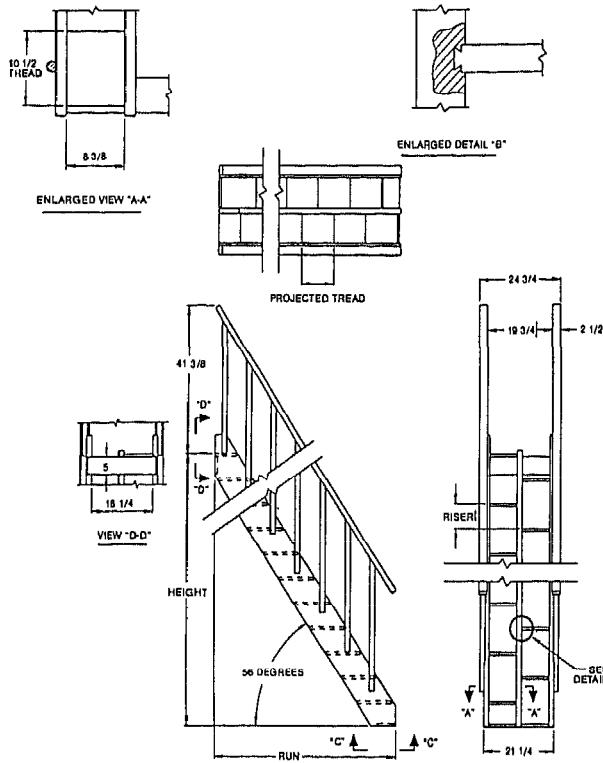 10 1/2
TREAD
8 3/8
ENLARGED VIEW "A-A"
ENLARGED DETAIL "B"
PROJECTED TREAD
24 3/4
19 3/4
2 1/2
41 3/8
"D"
"D"
5
18 1/4
VIEW "D-D"
RISER
HEIGHT
56 DEGREES
SE
DETAIL
"A"
"A"
"C"
"C"
RUN
21 1/4